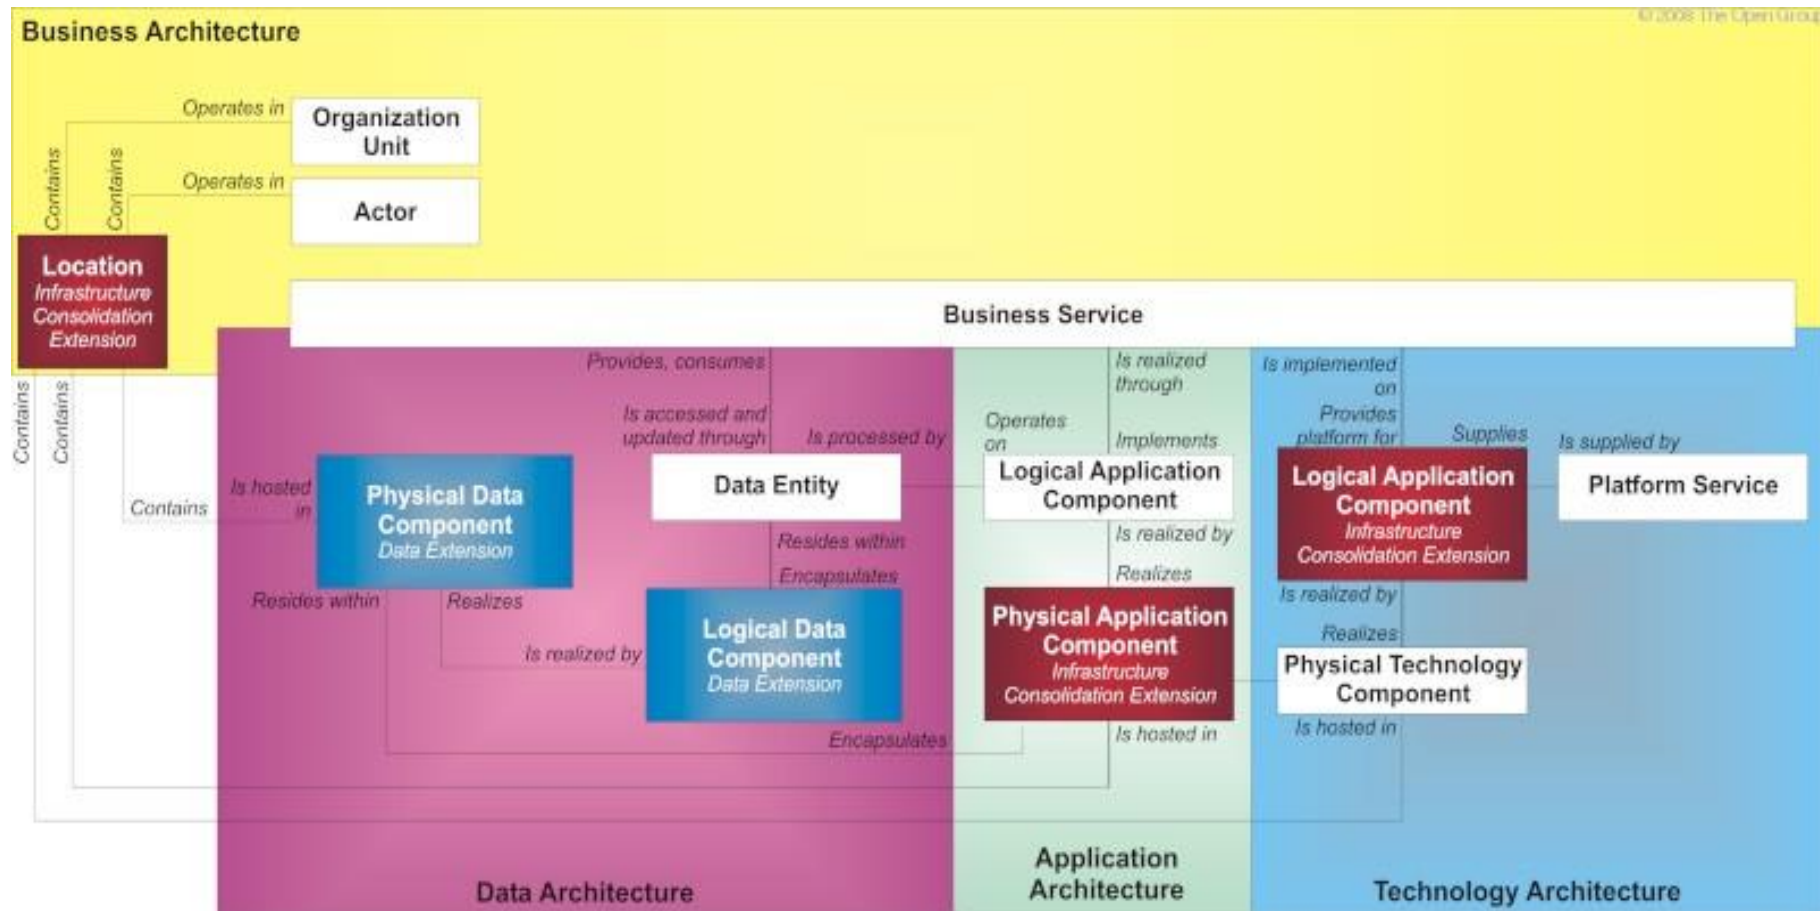 © 2008 The Open Group
Business Architecture
Operates in
Organization
Unit
Contains
Contains
Operates in
Actor
Location
Infrastructure
Consolidation
Extension
Business Service
Provides, consumes
Is realized
through
Is implemented
on
Contains
Contains
Is accessed and
updated through
Is processed by
Operates
on
Implements
Provides
platform for
Supplies
Is supplied by
Contains
Is hosted
in
Physical Data
Component
Data Extension
Data Entity
Logical Application
Component
Logical Application
Component
Infrastructure
Consolidation Extension
Platform Service
Resides within
Is realized by
Encapsulates
Realizes
Resides within
Realizes
Is realized by
Is realized by
Logical Data
Component
Data Extension
Physical Application
Component
Infrastructure
Consolidation Extension
Realizes
Physical Technology
Component
Encapsulates
Is hosted in
Is hosted in
Data Architecture
Application
Architecture
Technology Architecture